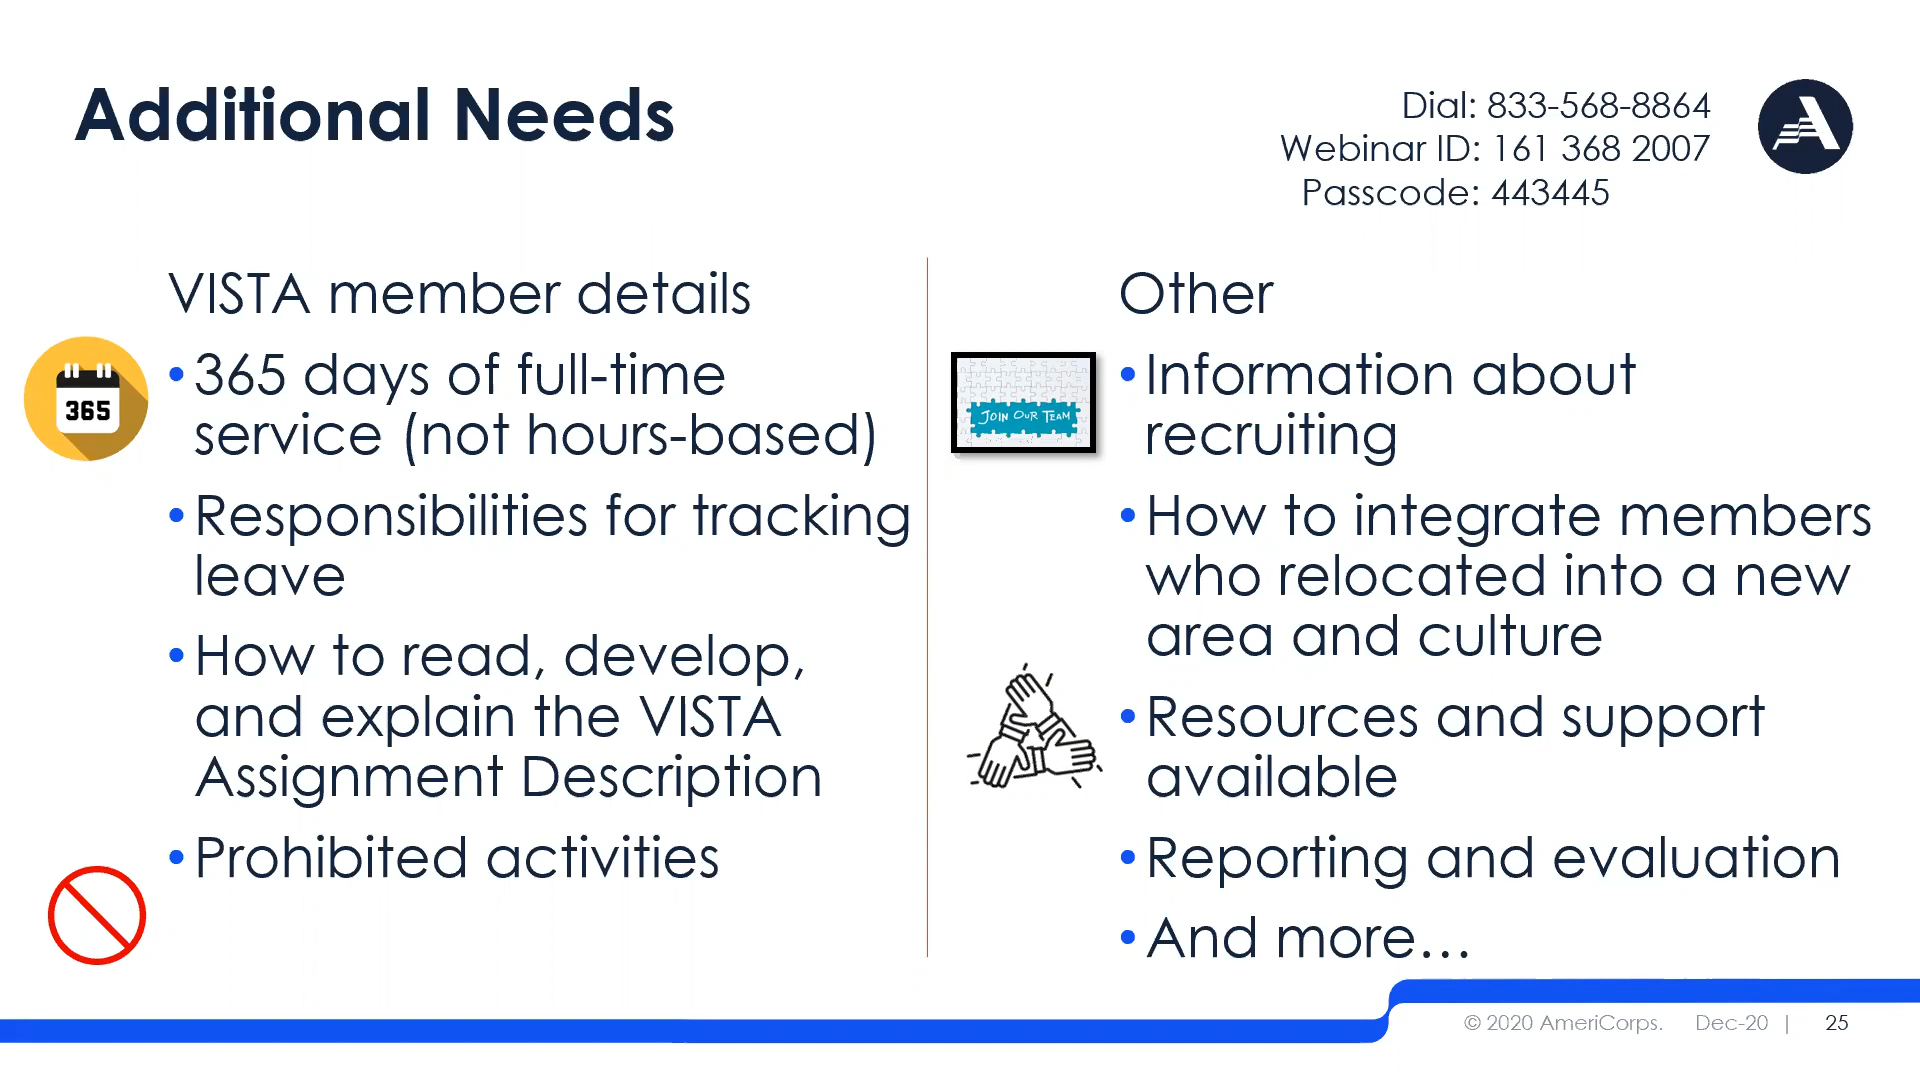 Additional Needs
Dial: 833-568-8864
Webinar ID: 161 368 2007
Passcode: 443445
VISTA member details
365
• 365 days of full-time
service (not hours-based)
• Responsibilities for tracking
leave
• How to read, develop,
and explain the VISTA
Assignment Description
• Prohibited activities
Other
JOIN OUR TEAM
• Information about
recruiting
• How to integrate members
who relocated into a new
area and culture
• Resources and support
available
• Reporting and evaluation
• And more…
© 2020 AmeriCorps. Dec-20 | 25